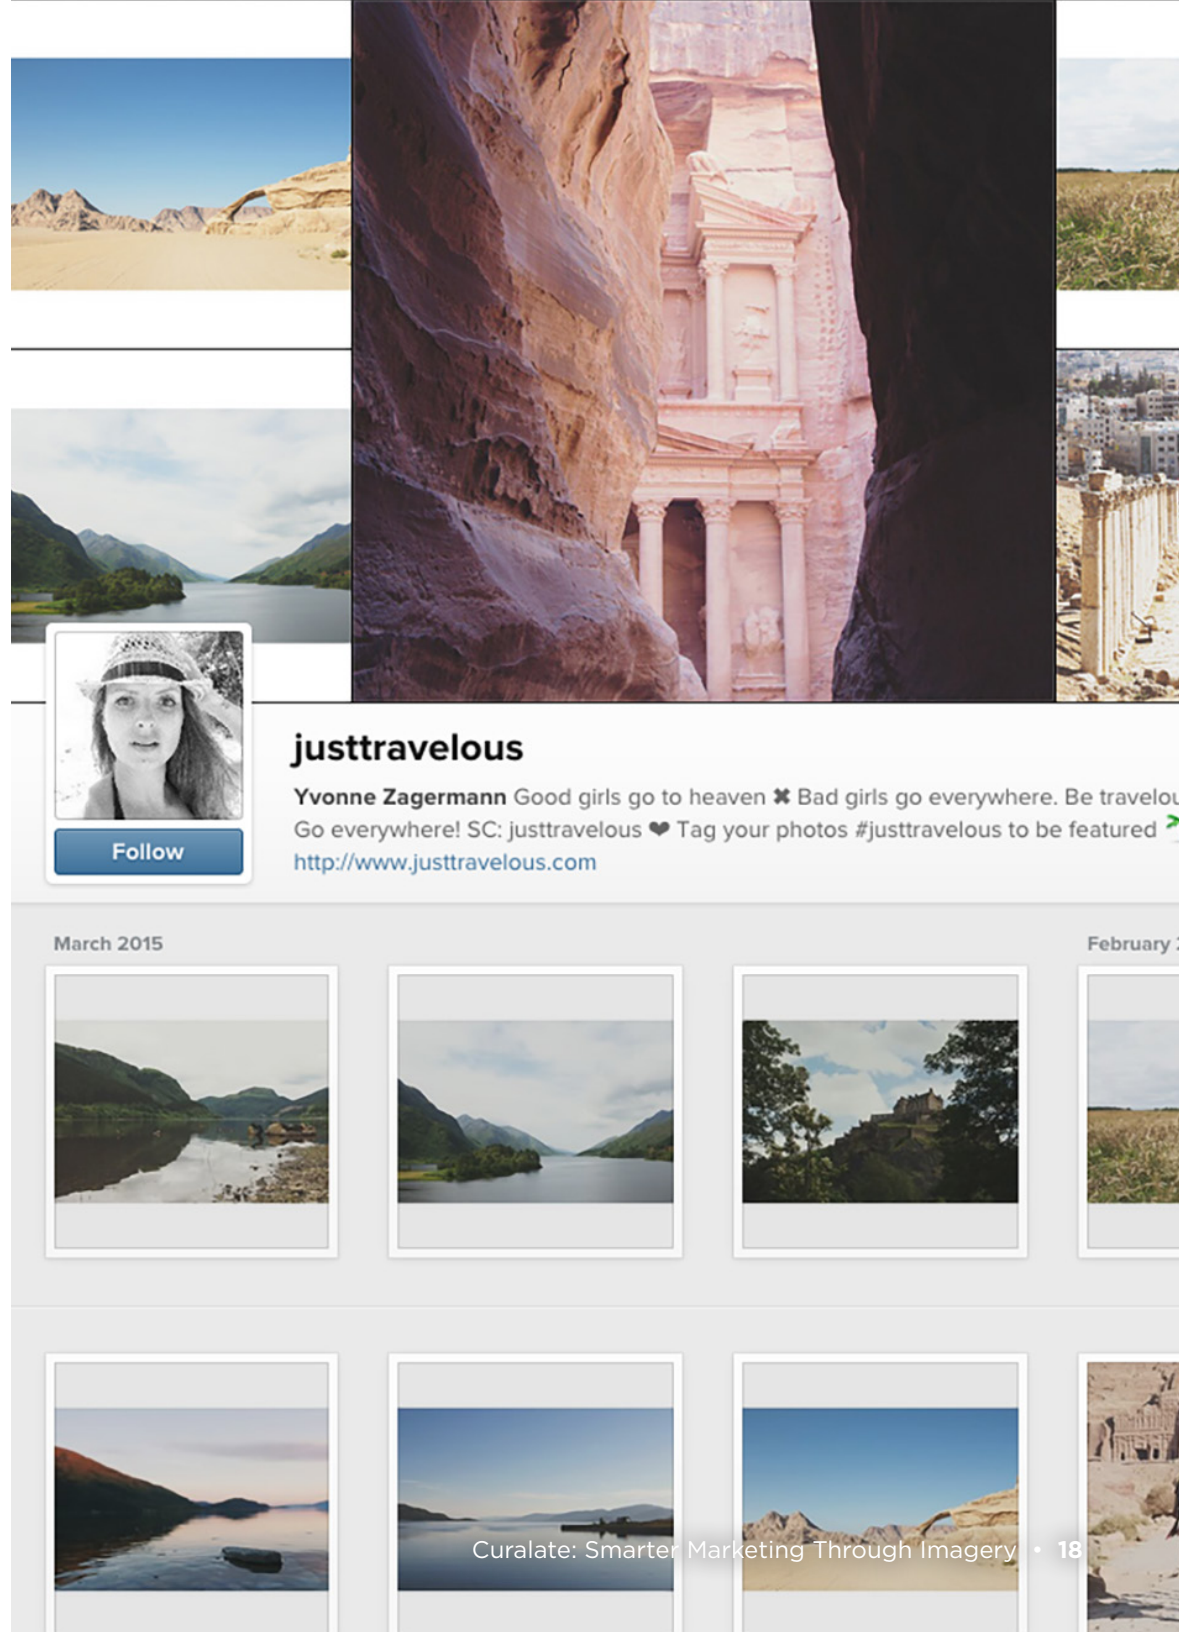 justtravelous
Yvonne Zagermann Good girls go to heaven ✖ Bad girls go everywhere. Be travelou
Go everywhere! SC: justtravelous ❤ Tag your photos #justtravelous to be featured
http://www.justtravelous.com
Follow
March 2015
February
Curalate: Smarter Marketing Through Imagery • 18